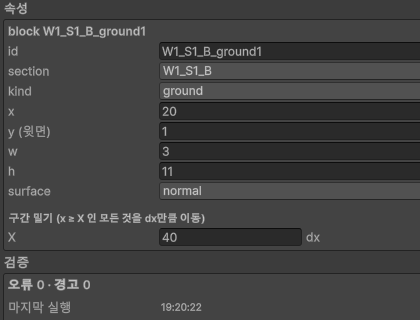 속성
block W1_S1_B_ground1
id W1_S1_B_ground1
section W1_S1_B
kind ground
x 20
y (윗면) 1
w 3
h 11
surface normal
구간 밀기 (x ≥ X 인 모든 것을 dx만큼 이동)
X 40 dx
검증
오류 0 · 경고 0
마지막 실행 19:20:22